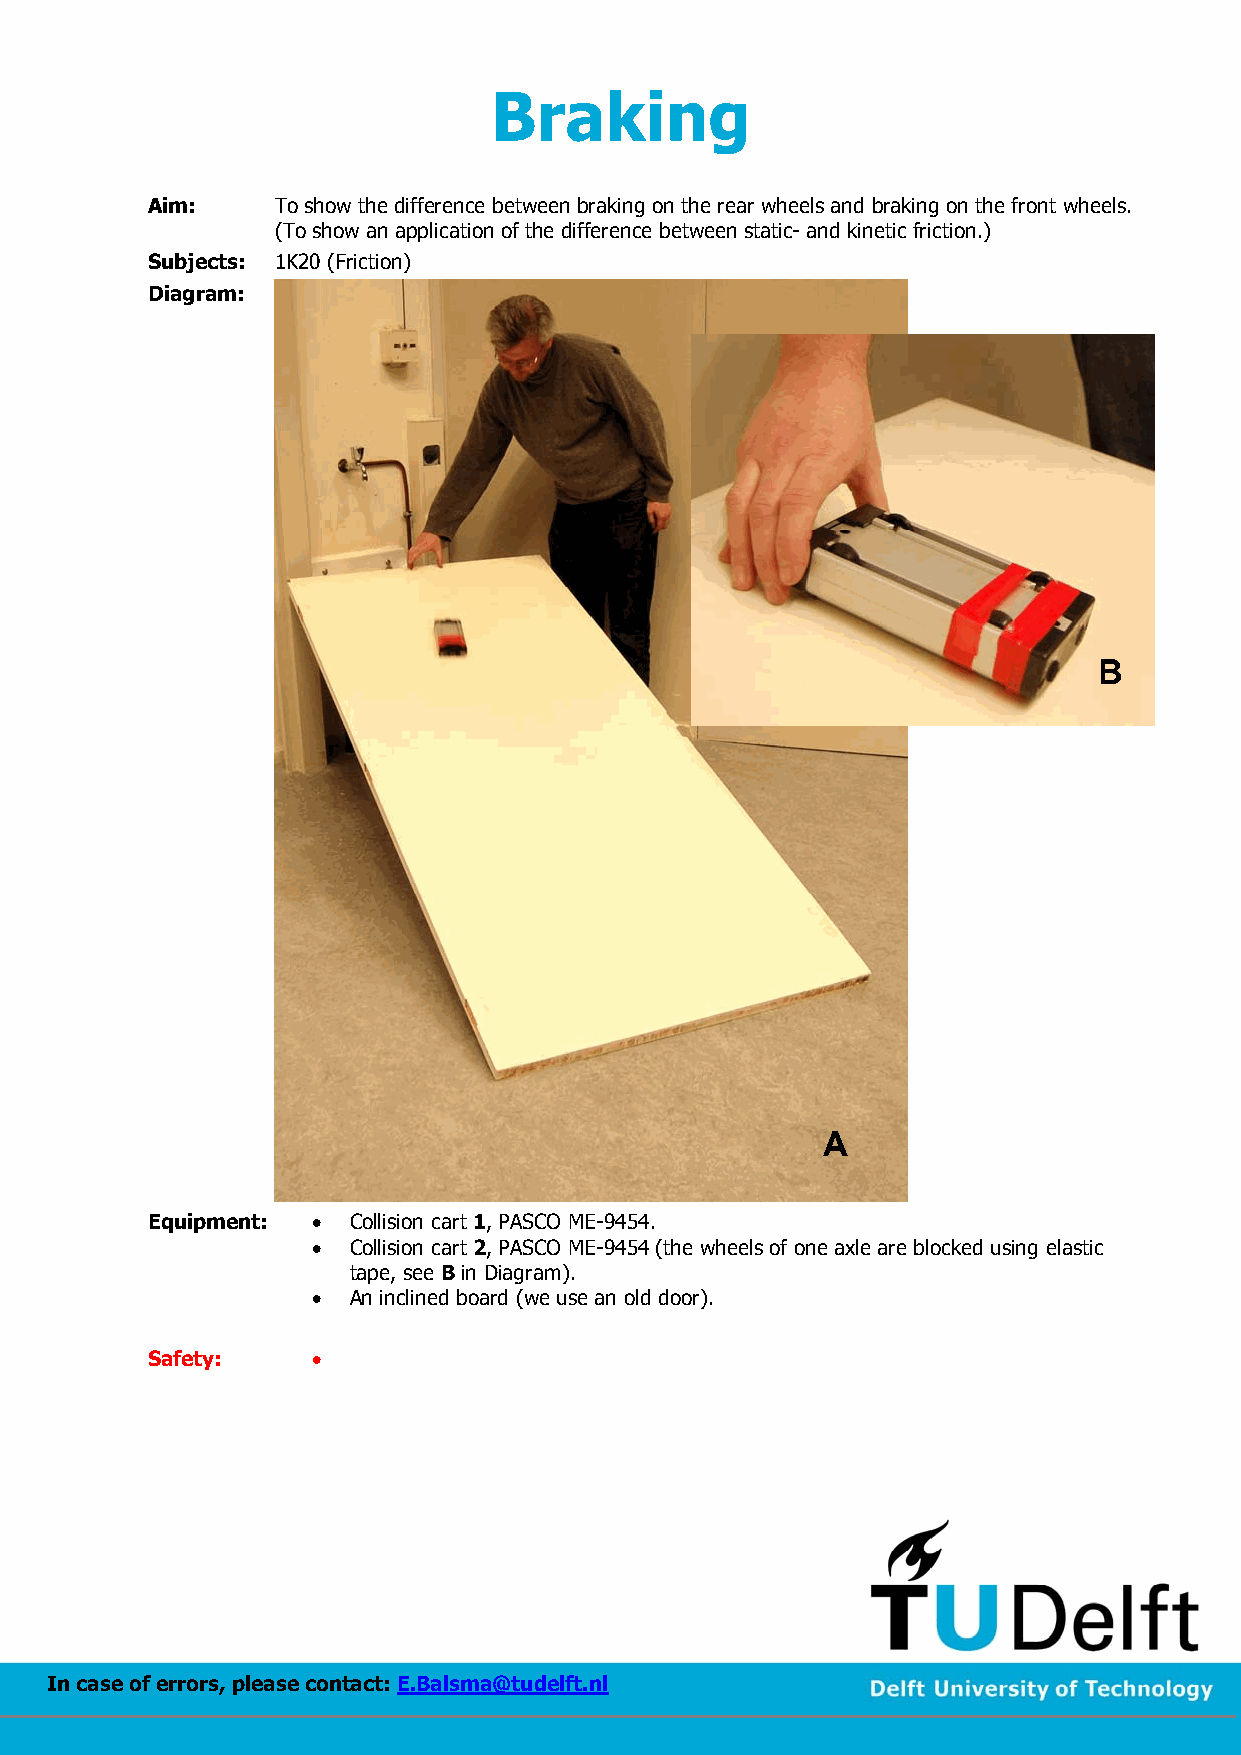 Braking
Aim: To show the difference between braking on the rear wheels and braking on the front wheels.
(To show an application of the difference between static- and kinetic friction.)
Subjects: 1K20 (Friction)
Diagram:
B
A
Equipment: • Collision cart 1, PASCO ME-9454.
• Collision cart 2, PASCO ME-9454 (the wheels of one axle are blocked using elastic
tape, see B in Diagram).
• An inclined board (we use an old door).
Safety: •
TU Delft
In case of errors, please contact: E.Balsma@tudelft.nl
Delft University of Technology